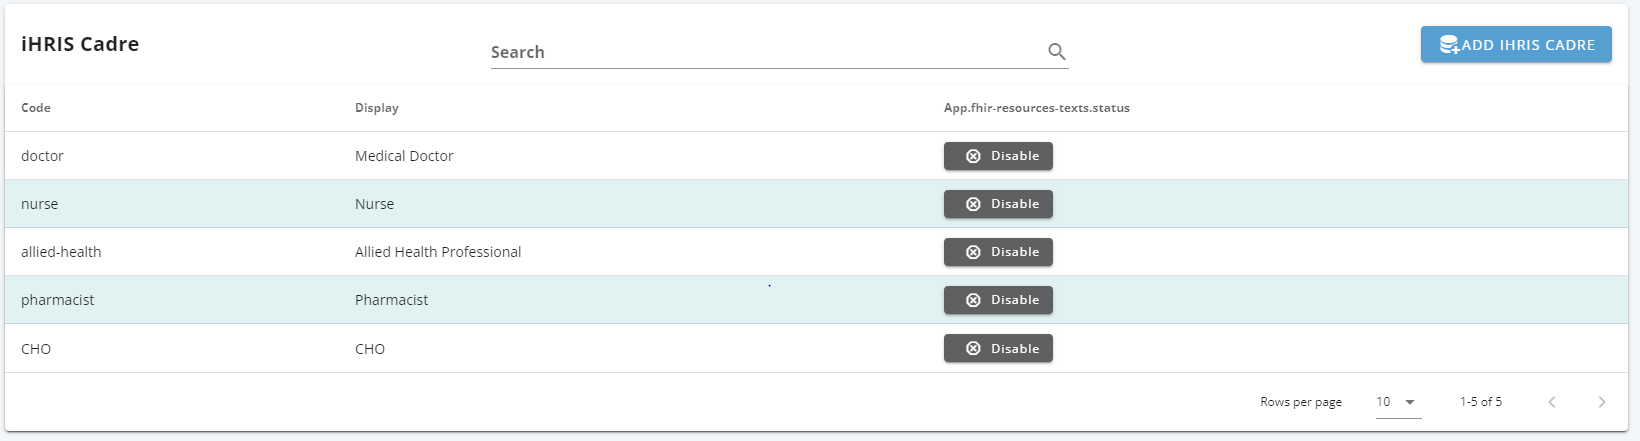 iHRIS Cadre
Search
ADD IHRIS CADRE
Code Display App.fhir-resources-texts.status
doctor Medical Doctor Disable
nurse Nurse Disable
allied-health Allied Health Professional Disable
pharmacist Pharmacist Disable
CHO CHO Disable
Rows per page 10 1-5 of 5